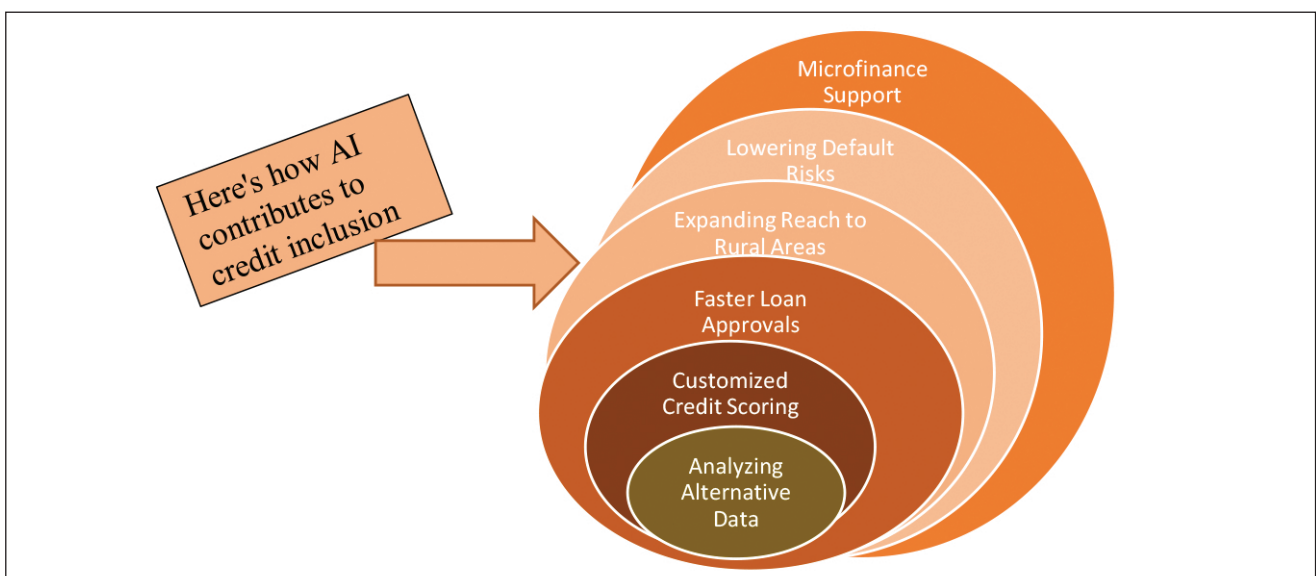 Here's how AI
contributes to
credit inclusion
Microfinance
Support
Lowering Default
Risks
Expanding Reach to
Rural Areas
Faster Loan
Approvals
Customized
Credit Scoring
Analyzing
Alternative
Data